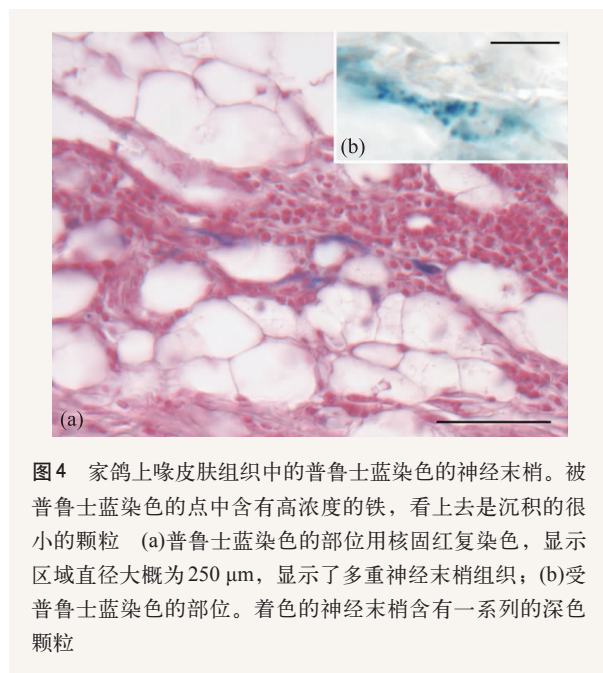 (b)
(a)
图4 家鸽上喙皮肤组织中的普鲁士蓝染色的神经末梢。被
普鲁士蓝染色的点中含有高浓度的铁，看上去是沉积的很
小的颗粒 (a)普鲁士蓝染色的部位用核固红复染色，显示
区域直径大概为250 μm，显示了多重神经末梢组织；(b)受
普鲁士蓝染色的部位。着色的神经末梢含有一系列的深色
颗粒